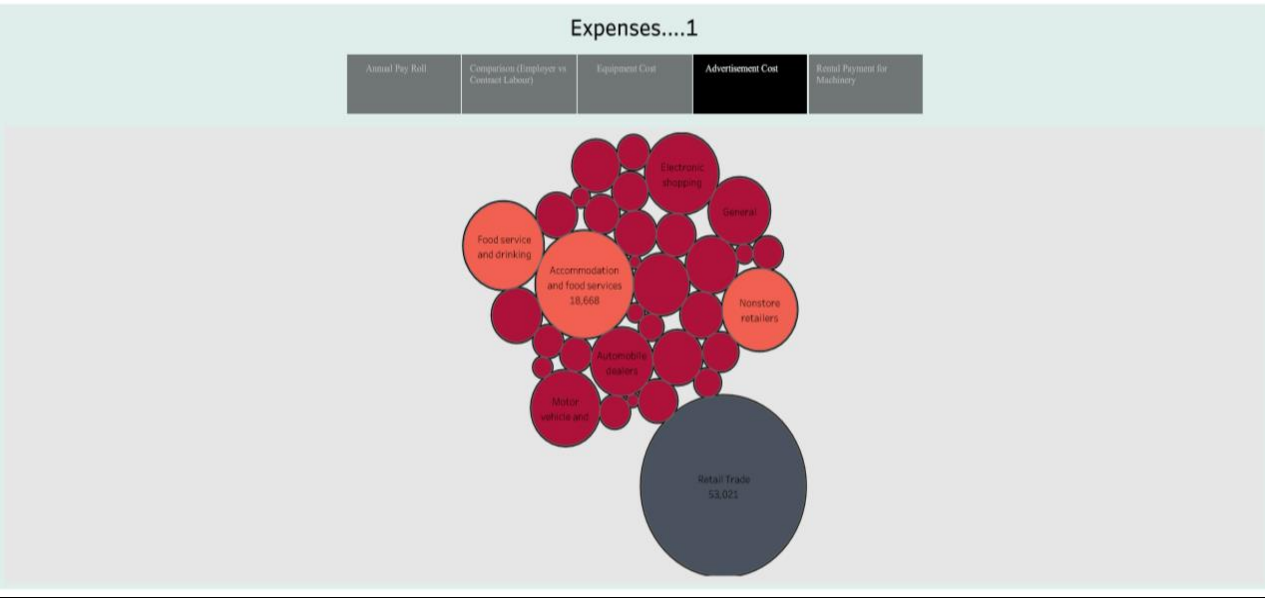 Expenses....1
Annual Pay Roll
Comparison (Employer vs
Contract Labour)
Equipment Cost
Advertisement Cost
Rental Payment for
Machinery
Electronic
shopping
General
Food service
and drinking
Accommodation
and food services
18,668
Nonstore
retailers
Automobile
dealers
Motor
vehicle and
Retail Trade
53,021